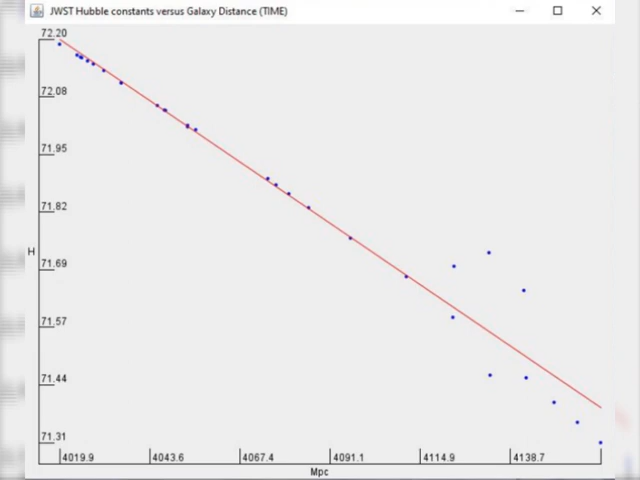 JWST Hubble constants versus Galaxy Distance (TIME)
72.20
72.08
71.95
71.82
H
71.69
71.57
71.44
71.31
4019.9 4043.6 4067.4 4091.1 4114.9 4138.7
Mpc